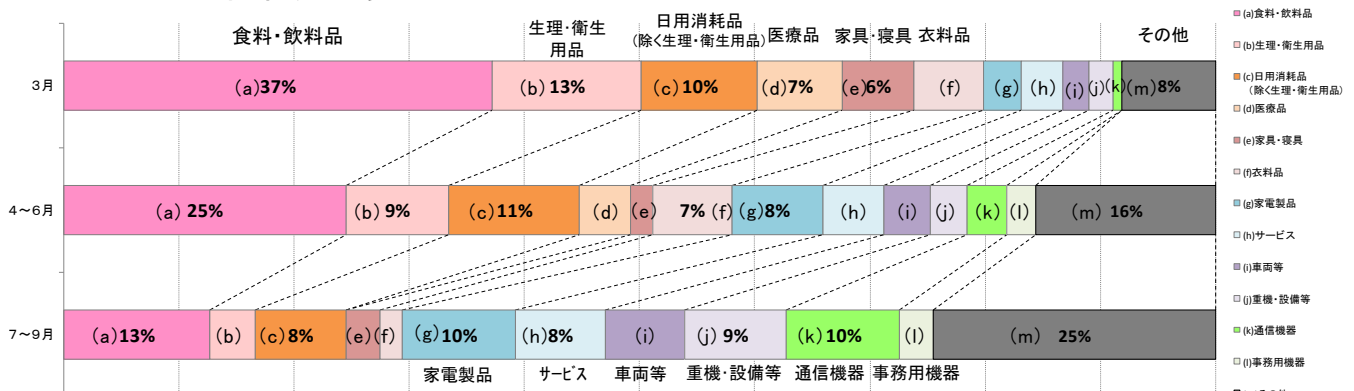 食料・飲料品
生理・衛生
用品
日用消耗品
(除く生理・衛生用品)
医療品
家具・寝具
衣料品
その他
3月
(a)37%
(b) 13%
(c) 10%
(d) 7%
(e) 6%
(f)
(g)
(h)
(i)
(j)
(k)
(m) 8%
4~6月
(a) 25%
(b) 9%
(c) 11%
(d)
(e)
7% (f)
(g) 8%
(h)
(i)
(j)
(k)
(l)
(m) 16%
7~9月
(a) 13%
(b)
(c) 8%
(e)
(f)
(g) 10%
(h) 8%
(i)
(j) 9%
(k) 10%
(l)
(m) 25%
家電製品
サービス
車両等
重機・設備等
通信機器
事務用機器
(a)食料・飲料品
(b)生理・衛生用品
(c)日用消耗品
(除く生理・衛生用品)
(d)医療品
(e)家具・寝具
(f)衣料品
(g)家電製品
(h)サービス
(i)車両等
(j)重機・設備等
(k)通信機器
(l)事務用機器